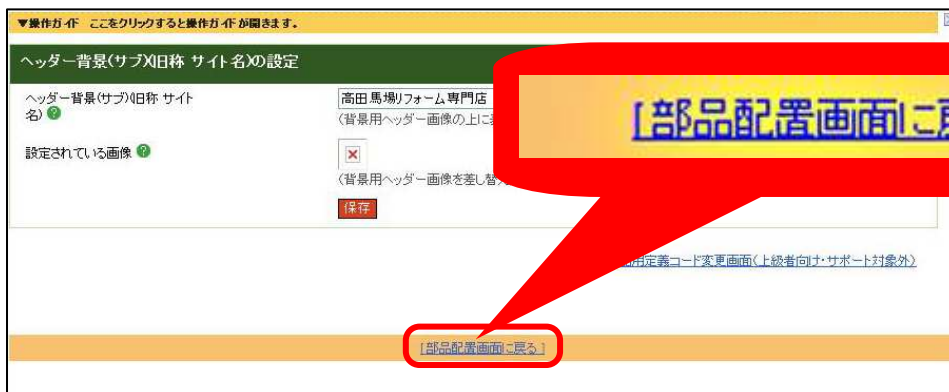 ▼操作ガイド ここをクリックすると操作ガイドが開きます。
ヘッダー背景(サブ)(旧称 サイト名)の設定
ヘッダー背景(サブ)(旧称 サイト
名)
高田馬場リフォーム専門店
(背景用ヘッダー画像の上に
設定されている画像
(背景用ヘッダー画像を差し替え
保存
[部品配置画面に戻
用定義コード変更画面(上級者向け・サポート対象外)
[部品配置画面に戻る]